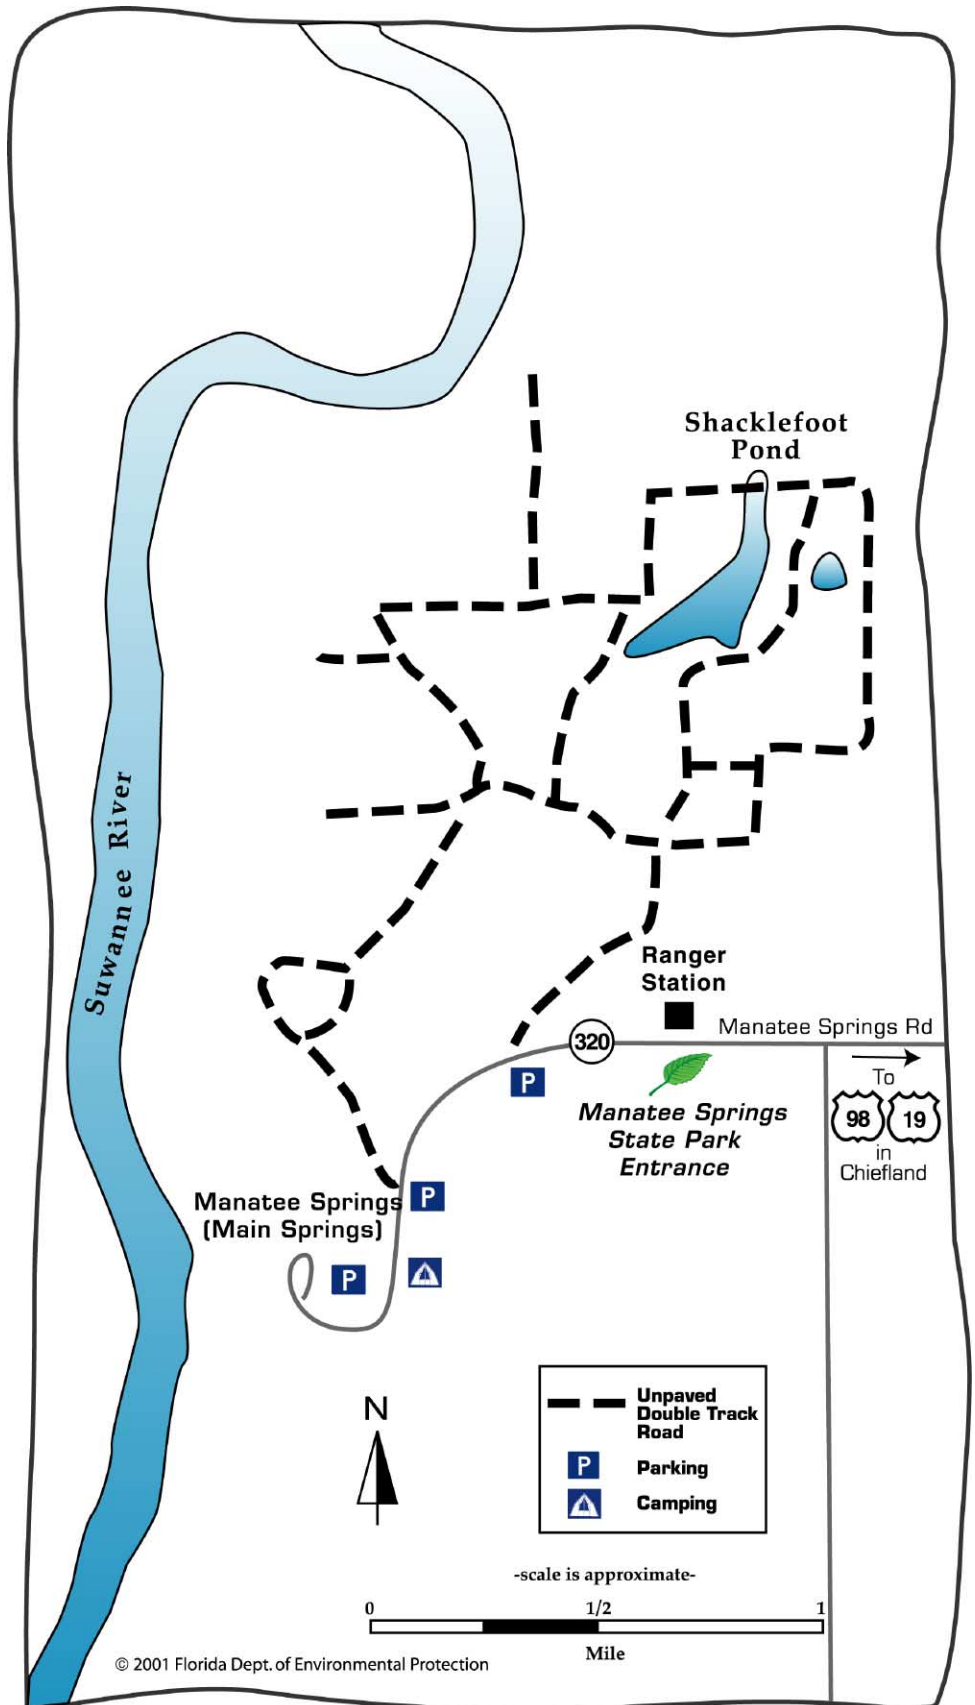 Shacklefoot
Pond
Suwannee River
Ranger
Station
Manatee Springs Rd
320
P
To
98 19
in
Chiefland
Manatee Springs
State Park
Entrance
P
Manatee Springs
(Main Springs)
P
N
Unpaved
Double Track
Road
P Parking
Camping
-scale is approximate-
0 1/2 1
Mile
© 2001 Florida Dept. of Environmental Protection